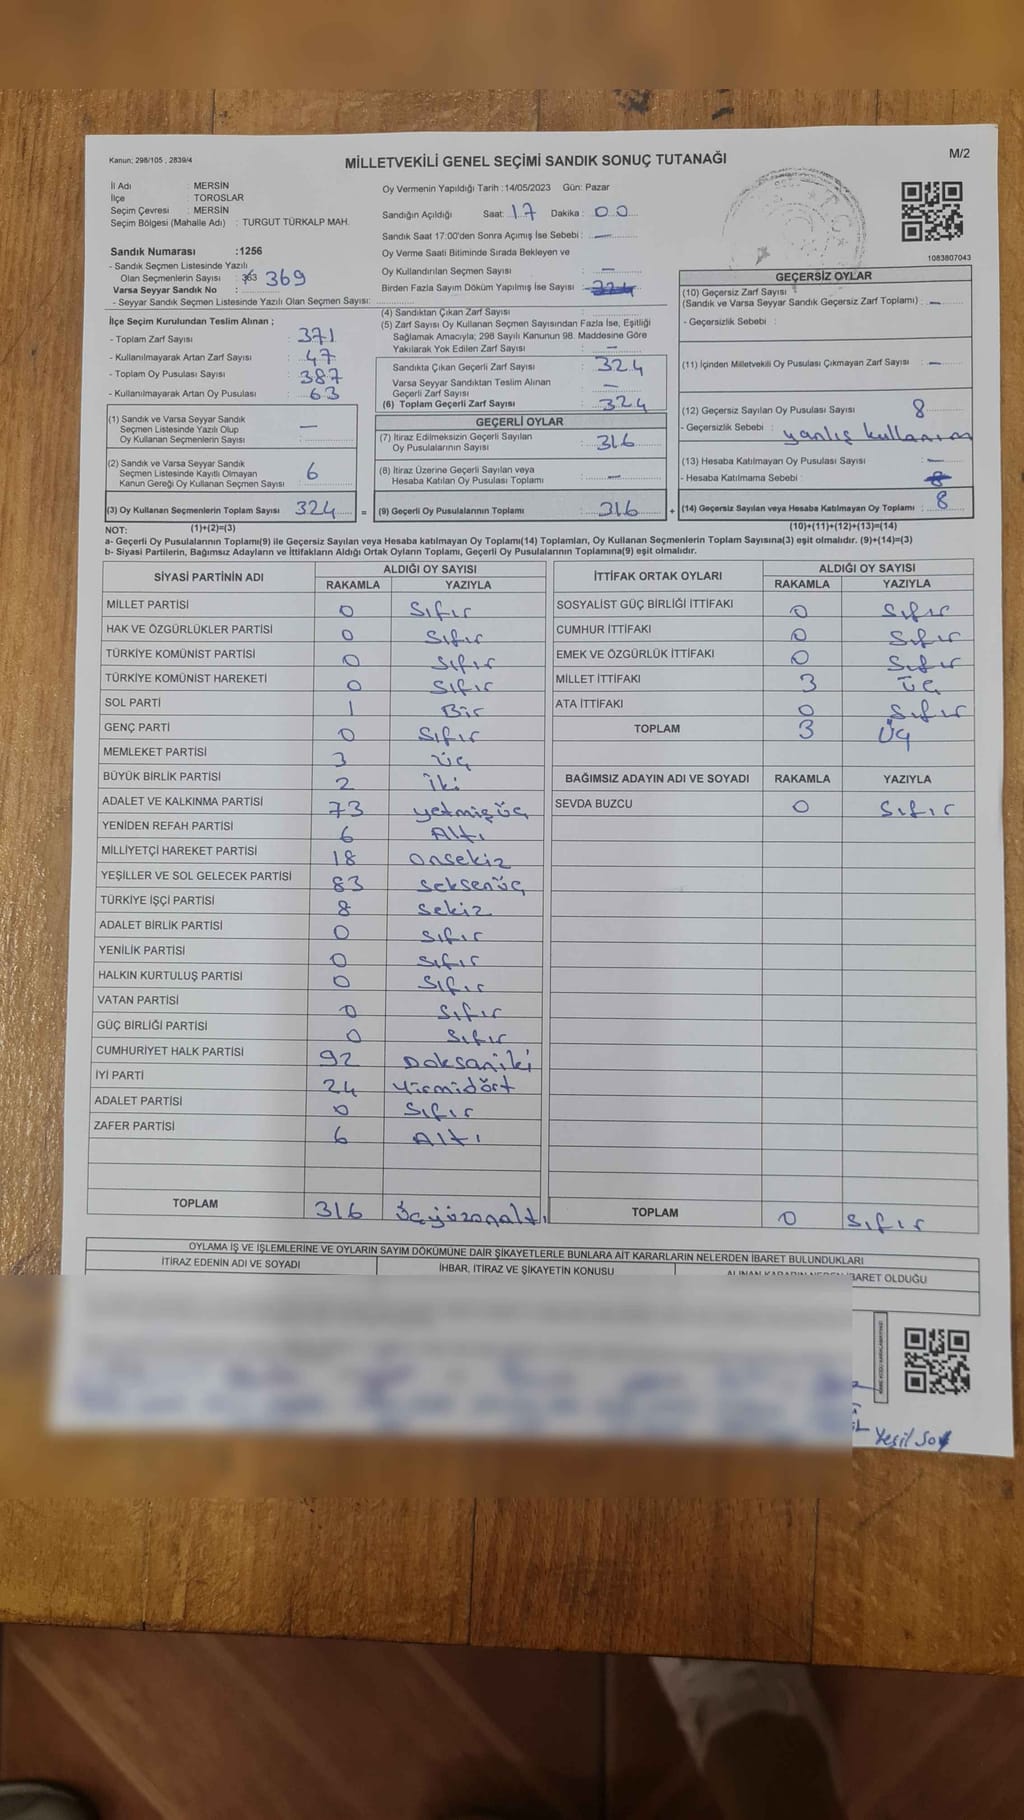 Kanun; 298/105 , 2839/4
MİLLETVEKİLİ GENEL SEÇİMİ SANDIK SONUÇ TUTANAĞI
M/2
İl Adı : MERSİN
İlçe : TOROSLAR
Seçim Çevresi : MERSİN
Seçim Bölgesi (Mahalle Adı) : TURGUT TÜRKALP MAH.
Sandık Numarası :1256
- Sandık Seçmen Listesinde Yazılı
Olan Seçmenlerin Sayısı : 363 369
Varsa Seyyar Sandık No :
- Seyyar Sandık Seçmen Listesinde Yazılı Olan Seçmen Sayısı:
Oy Vermenin Yapıldığı Tarih :14/05/2023 Gün: Pazar
Sandığın Açıldığı Saat: 17 Dakika : 00
Sandık Saat 17:00'den Sonra Açımış İse Sebebi : —
Oy Verme Saati Bitiminde Sırada Bekleyen ve
Oy Kullandırılan Seçmen Sayısı : —
Birden Fazla Sayım Döküm Yapılmış İse Sayısı :
1083807043
İlçe Seçim Kurulundan Teslim Alınan ;
- Toplam Zarf Sayısı : 371
- Kullanılmayarak Artan Zarf Sayısı : 47
- Toplam Oy Pusulası Sayısı : 387
- Kullanılmayarak Artan Oy Pusulası : 63
(1) Sandık ve Varsa Seyyar Sandık
Seçmen Listesinde Yazılı Olup
Oy Kullanan Seçmenlerin Sayısı : —
(2) Sandık ve Varsa Seyyar Sandık
Seçmen Listesinde Kayıtlı Olmayan
Kanun Gereği Oy Kullanan Seçmen Sayısı : 6
(3) Oy Kullanan Seçmenlerin Toplam Sayısı 324 =
(4) Sandıktan Çıkan Zarf Sayısı :
(5) Zarf Sayısı Oy Kullanan Seçmen Sayısından Fazla İse, Eşitliği
Sağlamak Amacıyla; 298 Sayılı Kanunun 98. Maddesine Göre
Yakılarak Yok Edilen Zarf Sayısı : —
Sandıkta Çıkan Geçerli Zarf Sayısı : 324
Varsa Seyyar Sandıktan Teslim Alınan
Geçerli Zarf Sayısı : —
(6) Toplam Geçerli Zarf Sayısı : 324
GEÇERLİ OYLAR
(7) İtiraz Edilmeksizin Geçerli Sayılan
Oy Pusulalarının Sayısı : 316
(8) İtiraz Üzerine Geçerli Sayılan veya
Hesaba Katılan Oy Pusulası Toplamı : —
(9) Geçerli Oy Pusulalarının Toplamı : 316 +
GEÇERSİZ OYLAR
(10) Geçersiz Zarf Sayısı
(Sandık ve Varsa Seyyar Sandık Geçersiz Zarf Toplamı) : —
- Geçersizlik Sebebi :
(11) İçinden Milletvekili Oy Pusulası Çıkmayan Zarf Sayısı : —
(12) Geçersiz Sayılan Oy Pusulası Sayısı : 8
- Geçersizlik Sebebi : yanlış kullanım
(13) Hesaba Katılmayan Oy Pusulası Sayısı : —
- Hesaba Katılmama Sebebi :
(14) Geçersiz Sayılan veya Hesaba Katılmayan Oy Toplamı : 8
NOT: (1)+(2)=(3)
(10)+(11)+(12)+(13)=(14)
a- Geçerli Oy Pusulalarının Toplamı(9) ile Geçersiz Sayılan veya Hesaba katılmayan Oy Toplamı(14) Toplamları, Oy Kullanan Seçmenlerin Toplam Sayısına(3) eşit olmalıdır. (9)+(14)=(3)
b- Siyasi Partilerin, Bağımsız Adayların ve İttifakların Aldığı Ortak Oyların Toplamı, Geçerli Oy Pusulalarının Toplamına(9) eşit olmalıdır.
SİYASİ PARTİNİN ADI ALDIĞI OY SAYISI
RAKAMLA YAZIYLA
MİLLET PARTİSİ 0 Sıfır
HAK VE ÖZGÜRLÜKLER PARTİSİ 0 Sıfır
TÜRKİYE KOMÜNİST PARTİSİ 0 Sıfır
TÜRKİYE KOMÜNİST HAREKETİ 0 Sıfır
SOL PARTİ 1 Bir
GENÇ PARTİ 0 Sıfır
MEMLEKET PARTİSİ 3 üç
BÜYÜK BİRLİK PARTİSİ 2 İki
ADALET VE KALKINMA PARTİSİ 73 yetmişüç
YENİDEN REFAH PARTİSİ 6 Altı
MİLLİYETÇİ HAREKET PARTİSİ 18 Onsekiz
YEŞİLLER VE SOL GELECEK PARTİSİ 83 Seksenüç
TÜRKİYE İŞÇİ PARTİSİ 8 Sekiz
ADALET BİRLİK PARTİSİ 0 Sıfır
YENİLİK PARTİSİ 0 Sıfır
HALKIN KURTULUŞ PARTİSİ 0 Sıfır
VATAN PARTİSİ 0 Sıfır
GÜÇ BİRLİĞİ PARTİSİ 0 Sıfır
CUMHURİYET HALK PARTİSİ 92 Doksaniki
İYİ PARTİ 24 Yirmidört
ADALET PARTİSİ 0 Sıfır
ZAFER PARTİSİ 6 Altı
TOPLAM 316 Üçyüzonaltı
İTTİFAK ORTAK OYLARI ALDIĞI OY SAYISI
RAKAMLA YAZIYLA
SOSYALİST GÜÇ BİRLİĞİ İTTİFAKI 0 Sıfır
CUMHUR İTTİFAKI 0 Sıfır
EMEK VE ÖZGÜRLÜK İTTİFAKI 0 Sıfır
MİLLET İTTİFAKI 3 üç
ATA İTTİFAKI 0 Sıfır
TOPLAM 3 Üç
BAĞIMSIZ ADAYIN ADI VE SOYADI RAKAMLA YAZIYLA
SEVDA BUZCU 0 Sıfır
TOPLAM 0 Sıfır
OYLAMA İŞ VE İŞLEMLERİNE VE OYLARIN SAYIM DÖKÜMÜNE DAİR ŞİKAYETLERLE BUNLARA AİT KARARLARIN NELERDEN İBARET BULUNDUKLARI
İTİRAZ EDENİN ADI VE SOYADI İHBAR, İTİRAZ VE ŞİKAYETİN KONUSU ALINAN KARARIN NEDEN İBARET OLDUĞU
Yeşil Sol